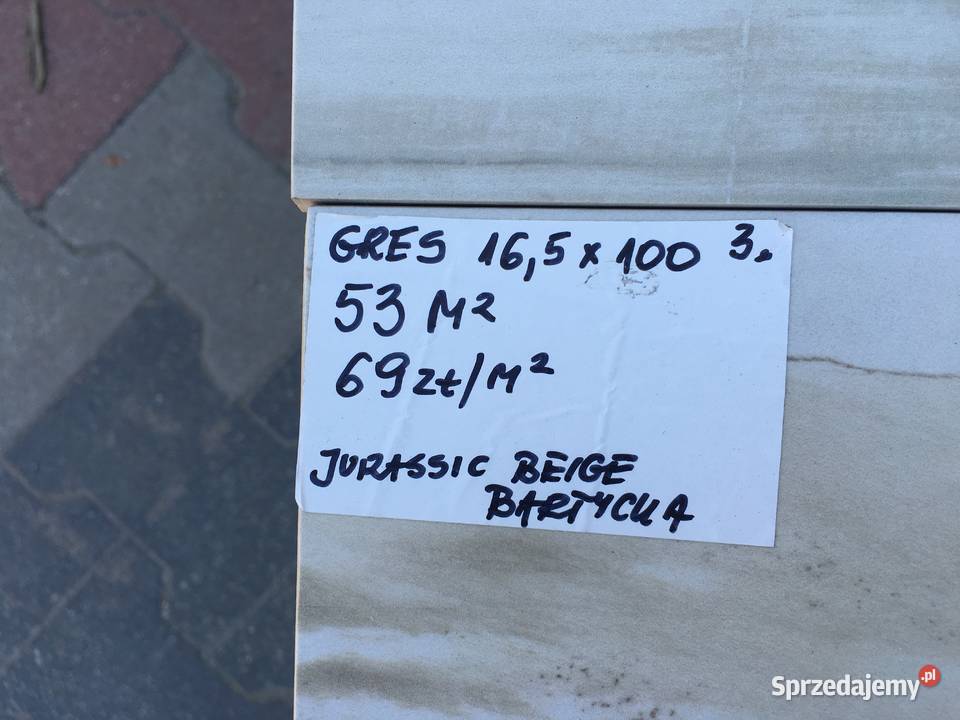 GRES 16,5 x 100 3.
53 M2
69 zł/M2
JURASSIC BEIGE
BARTYCKA
Sprzedajemy.pl